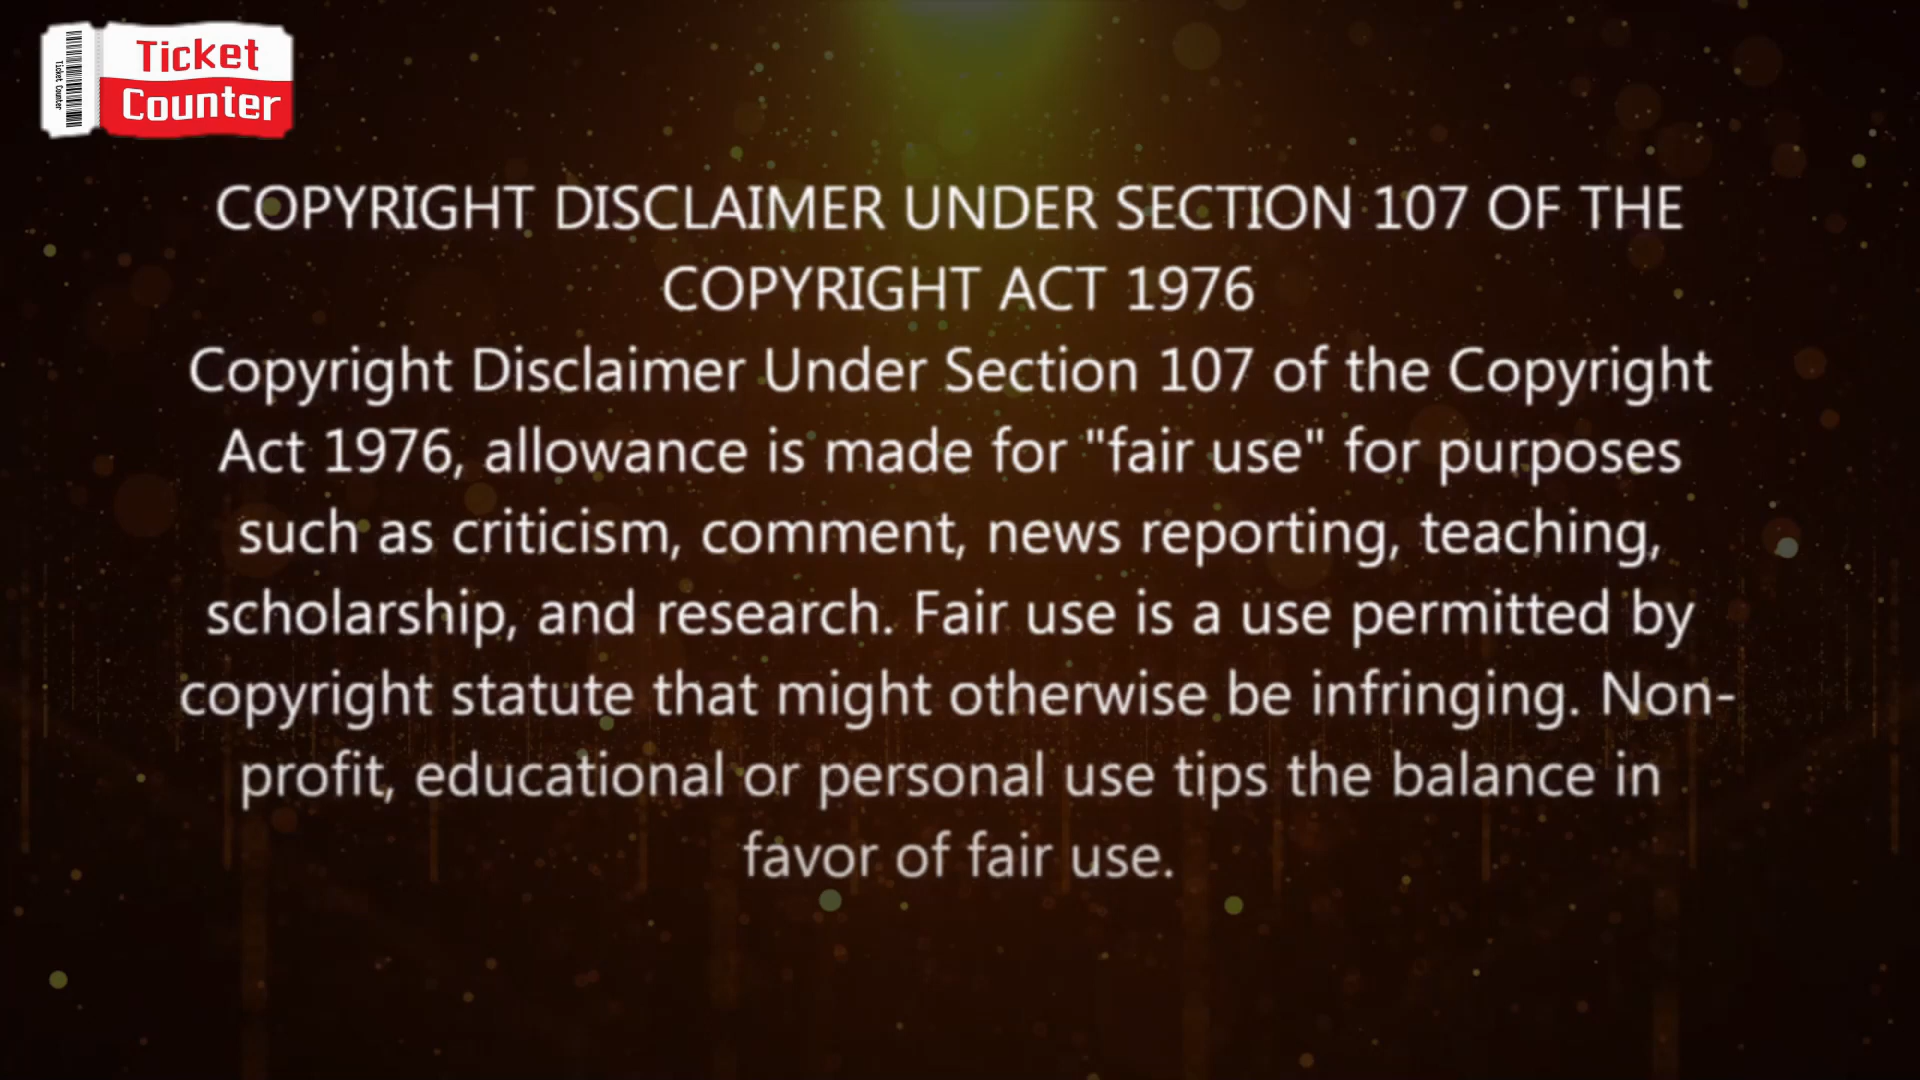 Ticket
Counter
Ticket Counter
COPYRIGHT DISCLAIMER UNDER SECTION 107 OF THE
COPYRIGHT ACT 1976
Copyright Disclaimer Under Section 107 of the Copyright
Act 1976, allowance is made for "fair use" for purposes
such as criticism, comment, news reporting, teaching,
scholarship, and research. Fair use is a use permitted by
copyright statute that might otherwise be infringing. Non-
profit, educational or personal use tips the balance in
favor of fair use.